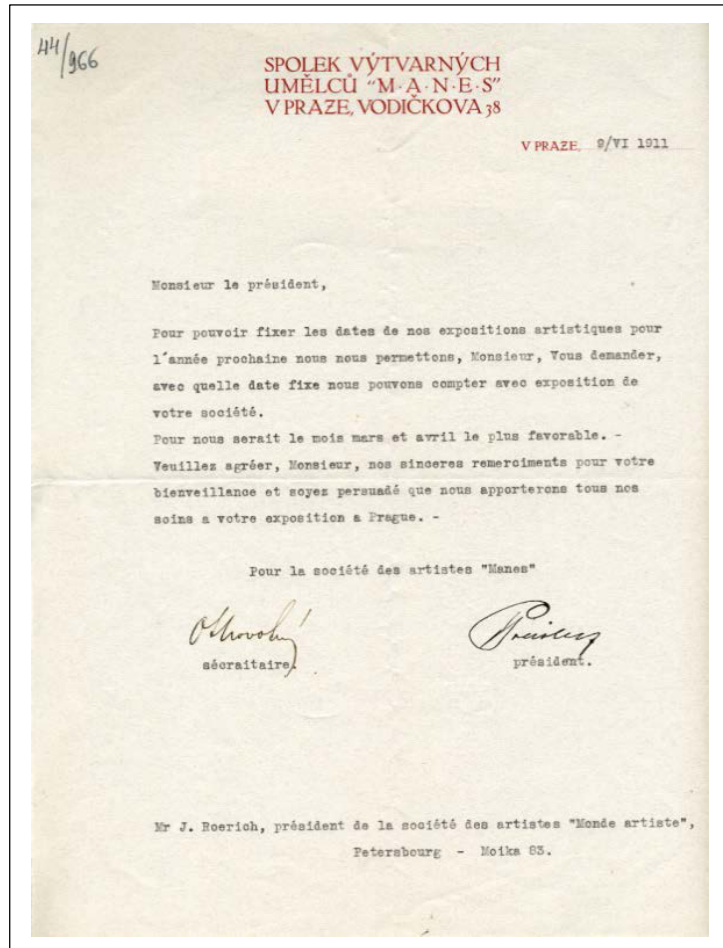 44/966
SPOLEK VÝTVARNÝCH
UMĚLCŮ “M·A·N·E·S”
V PRAZE, VODIČKOVA 38
V PRAZE, 9/VI 1911
Monsieur le président,
Pour pouvoir fixer les dates de nos expositions artistiques pour
l´année prochaine nous nous permettons, Monsieur, Vous demander,
avec quelle date fixe nous pouvons compter avec exposition de
votre société.
Pour nous serait le mois mars et avril le plus favorable. -
Veuillez agréer, Monsieur, nos sinceres remerciments pour votre
bienveillance et soyez persuadé que nous apporterons tous nos
soins a votre exposition a Prague. -
Pour la société des artistes "Manes"
sécraitaire. président.
Mr J. Roerich, président de la société des artistes "Monde artiste",
Petersbourg - Moika 83.